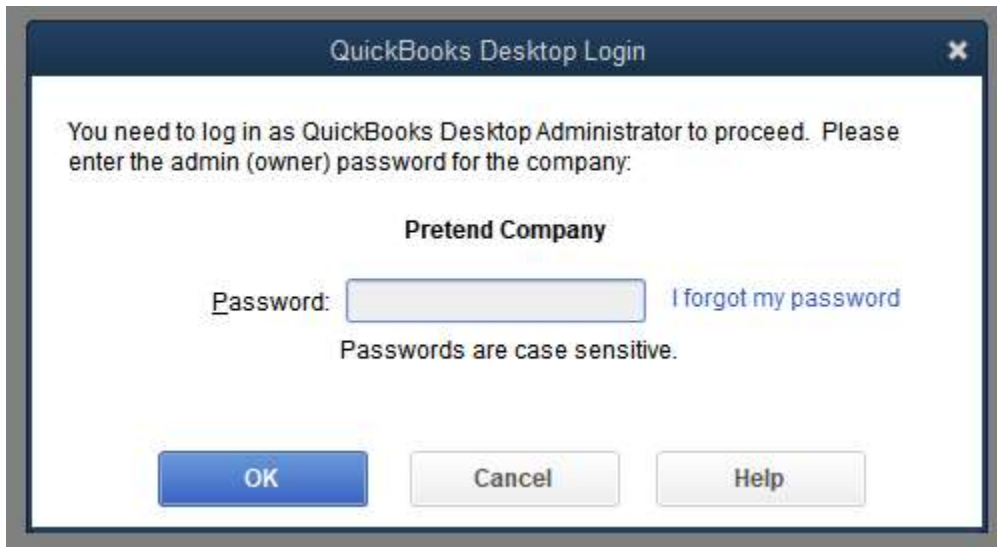 QuickBooks Desktop Login
You need to log in as QuickBooks Desktop Administrator to proceed.  Please
enter the admin (owner) password for the company:
Pretend Company
Password: I forgot my password
Passwords are case sensitive.
OK Cancel Help